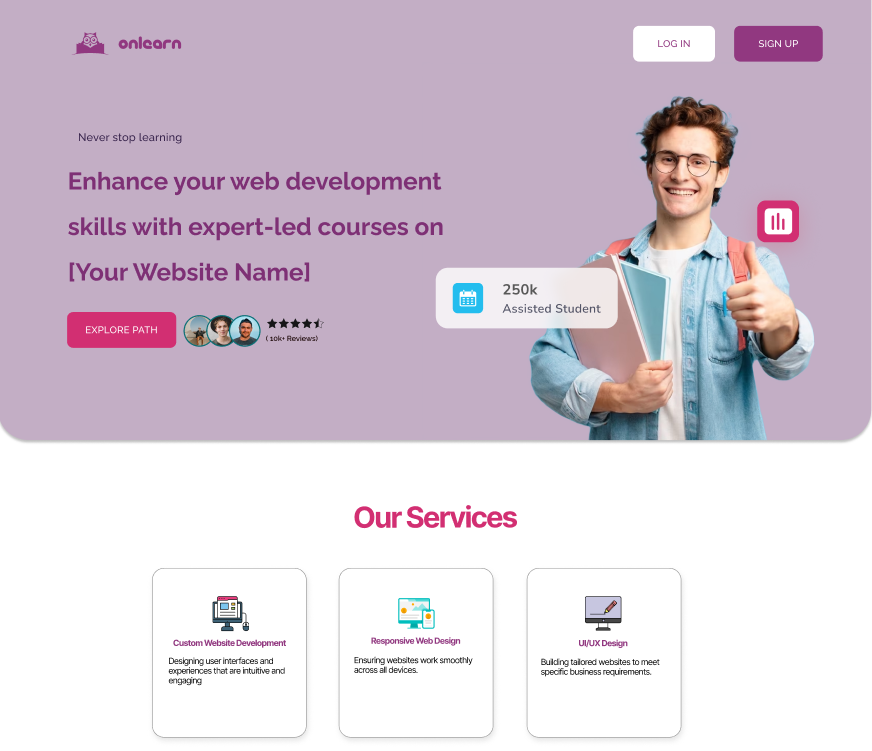 onlearn
LOG IN
SIGN UP
Never stop learning
Enhance your web development
skills with expert-led courses on
[Your Website Name]
EXPLORE PATH
( 10k+ Reviews)
250k
Assisted Student
Our Services
Custom Website Development
Designing user interfaces and
experiences that are intuitive and
engaging
Responsive Web Design
Ensuring websites work smoothly
across all devices.
UI/UX Design
Building tailored websites to meet
specific business requirements.